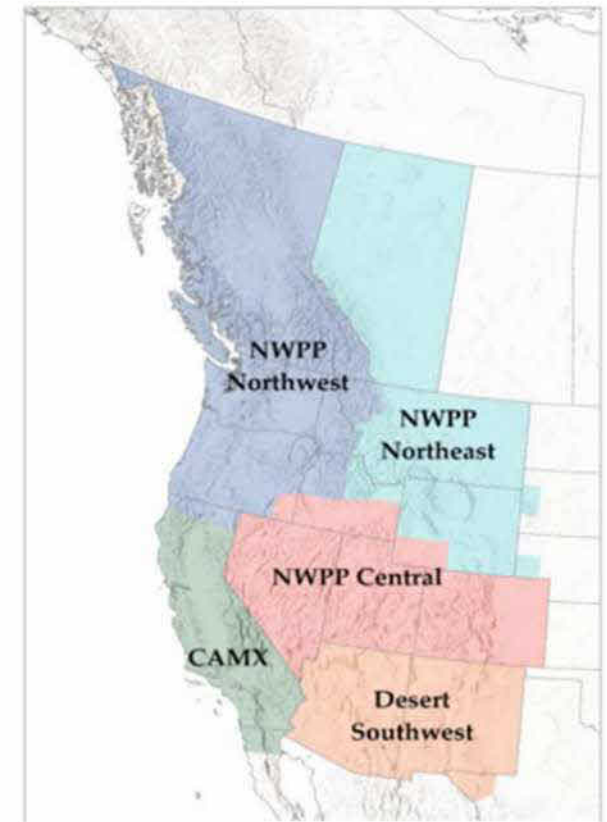 NWPP
Northwest
NWPP
Northeast
NWPP Central
CAMX
Desert
Southwest